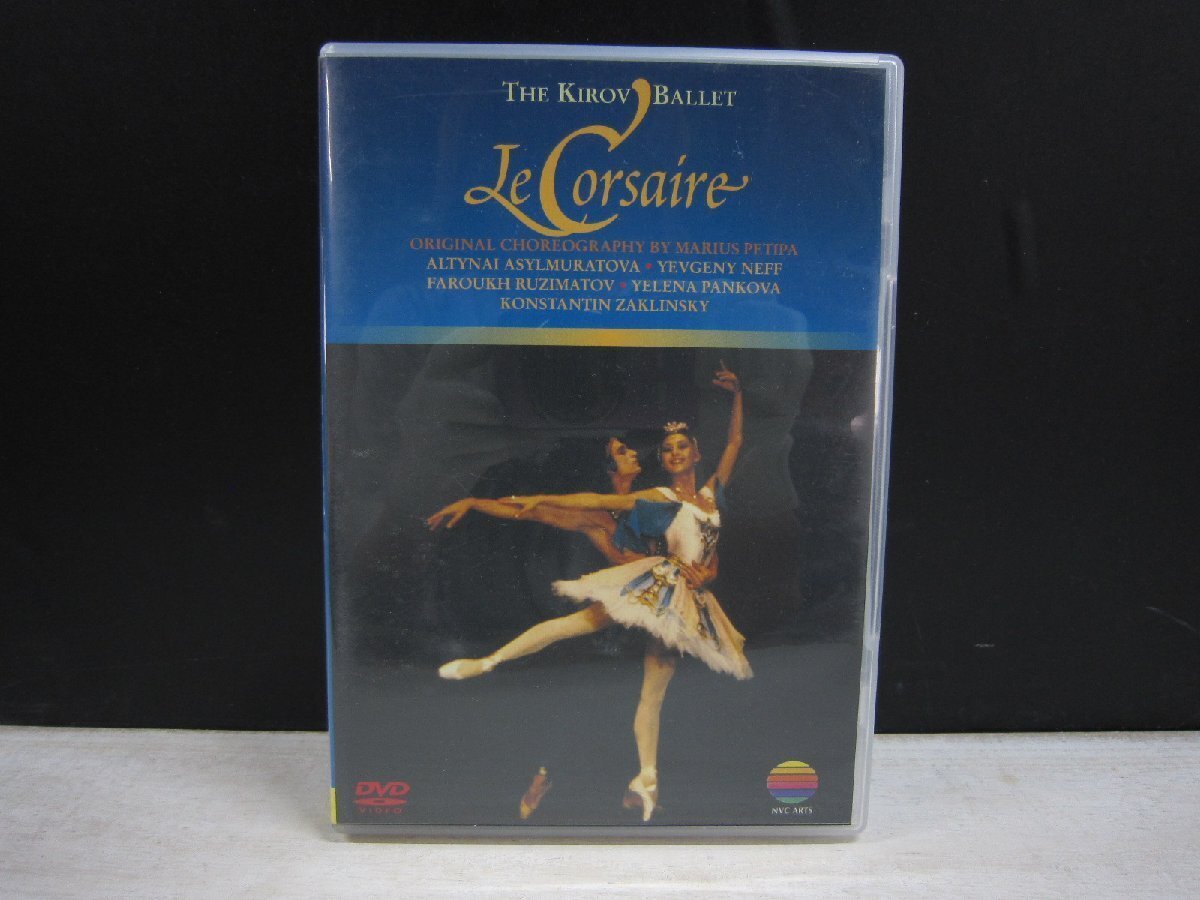 THE KIROV BALLET
Le Corsaire
ORIGINAL CHOREOGRAPHY BY MARIUS PETIPA
ALTYNAI ASYLMURATOVA • YEVGENY NEFF
FAROUKH RUZIMATOV • YELENA PANKOVA
KONSTANTIN ZAKLINSKY
DVD
VIDEO
NVC ARTS